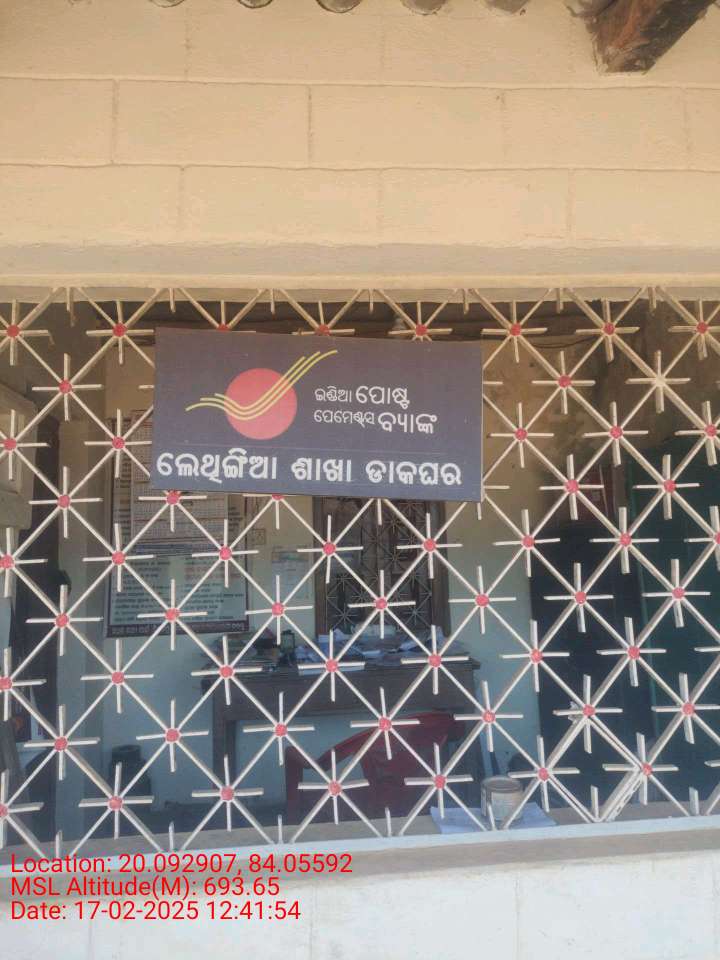 ଇଣ୍ଡିଆ ପୋଷ୍ଟ
ପେମେଣ୍ଟ୍ସ ବ୍ୟାଙ୍କ
ଲେଥିଙ୍ଗିଆ ଶାଖା ଡାକଘର
Location: 20.092907, 84.05592
MSL Altitude(M): 693.65
Date: 17-02-2025 12:41:54